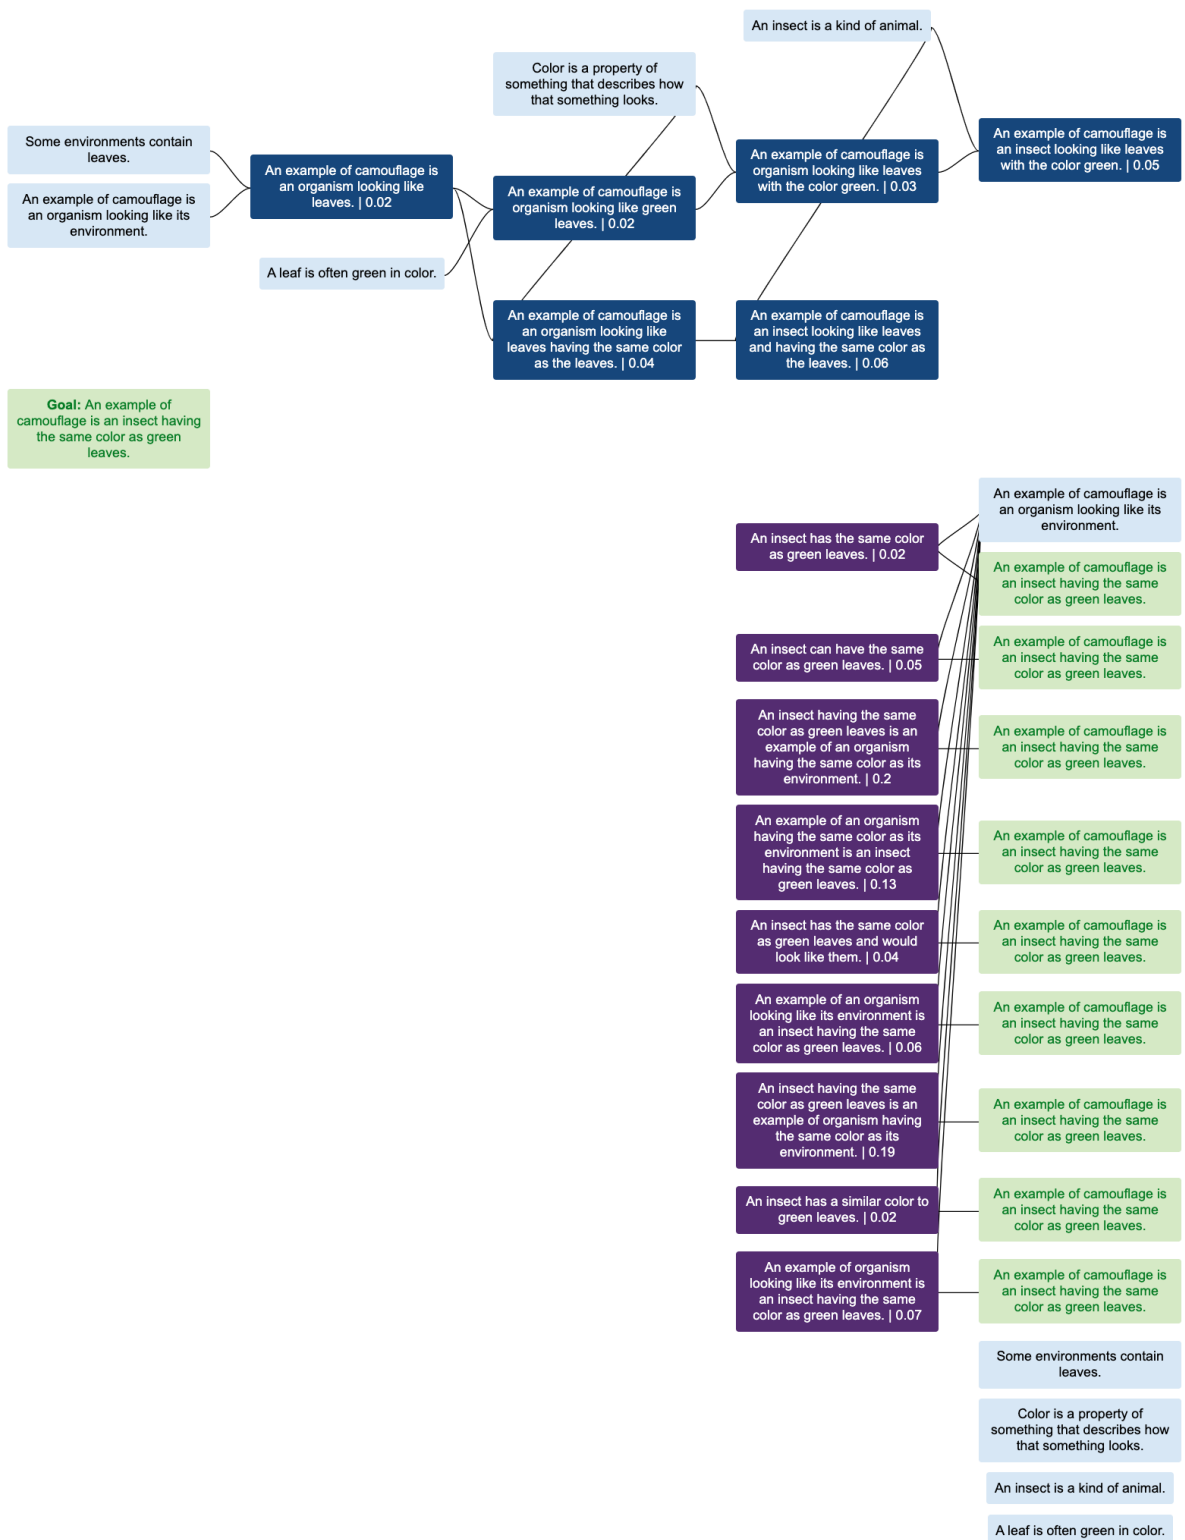 An insect is a kind of animal.
Color is a property of
something that describes how
that something looks.
Some environments contain
leaves.
An example of camouflage is
an organism looking like its
environment.
An example of camouflage is
an organism looking like
leaves. | 0.02
A leaf is often green in color.
An example of camouflage is
organism looking like green
leaves. | 0.02
An example of camouflage is
organism looking like leaves
with the color green. | 0.03
An example of camouflage is
an insect looking like leaves
with the color green. | 0.05
An example of camouflage is
an organism looking like
leaves having the same color
as the leaves. | 0.04
An example of camouflage is
an insect looking like leaves
and having the same color as
the leaves. | 0.06
Goal: An example of
camouflage is an insect having
the same color as green
leaves.
An example of camouflage is
an organism looking like its
environment.
An insect has the same color
as green leaves. | 0.02
An example of camouflage is
an insect having the same
color as green leaves.
An insect can have the same
color as green leaves. | 0.05
An example of camouflage is
an insect having the same
color as green leaves.
An insect having the same
color as green leaves is an
example of an organism
having the same color as its
environment. | 0.2
An example of camouflage is
an insect having the same
color as green leaves.
An example of an organism
having the same color as its
environment is an insect
having the same color as
green leaves. | 0.13
An example of camouflage is
an insect having the same
color as green leaves.
An insect has the same color
as green leaves and would
look like them. | 0.04
An example of camouflage is
an insect having the same
color as green leaves.
An example of an organism
looking like its environment is
an insect having the same
color as green leaves. | 0.06
An example of camouflage is
an insect having the same
color as green leaves.
An insect having the same
color as green leaves is an
example of organism having
the same color as its
environment. | 0.19
An example of camouflage is
an insect having the same
color as green leaves.
An insect has a similar color to
green leaves. | 0.02
An example of camouflage is
an insect having the same
color as green leaves.
An example of organism
looking like its environment is
an insect having the same
color as green leaves. | 0.07
An example of camouflage is
an insect having the same
color as green leaves.
Some environments contain
leaves.
Color is a property of
something that describes how
that something looks.
An insect is a kind of animal.
A leaf is often green in color.